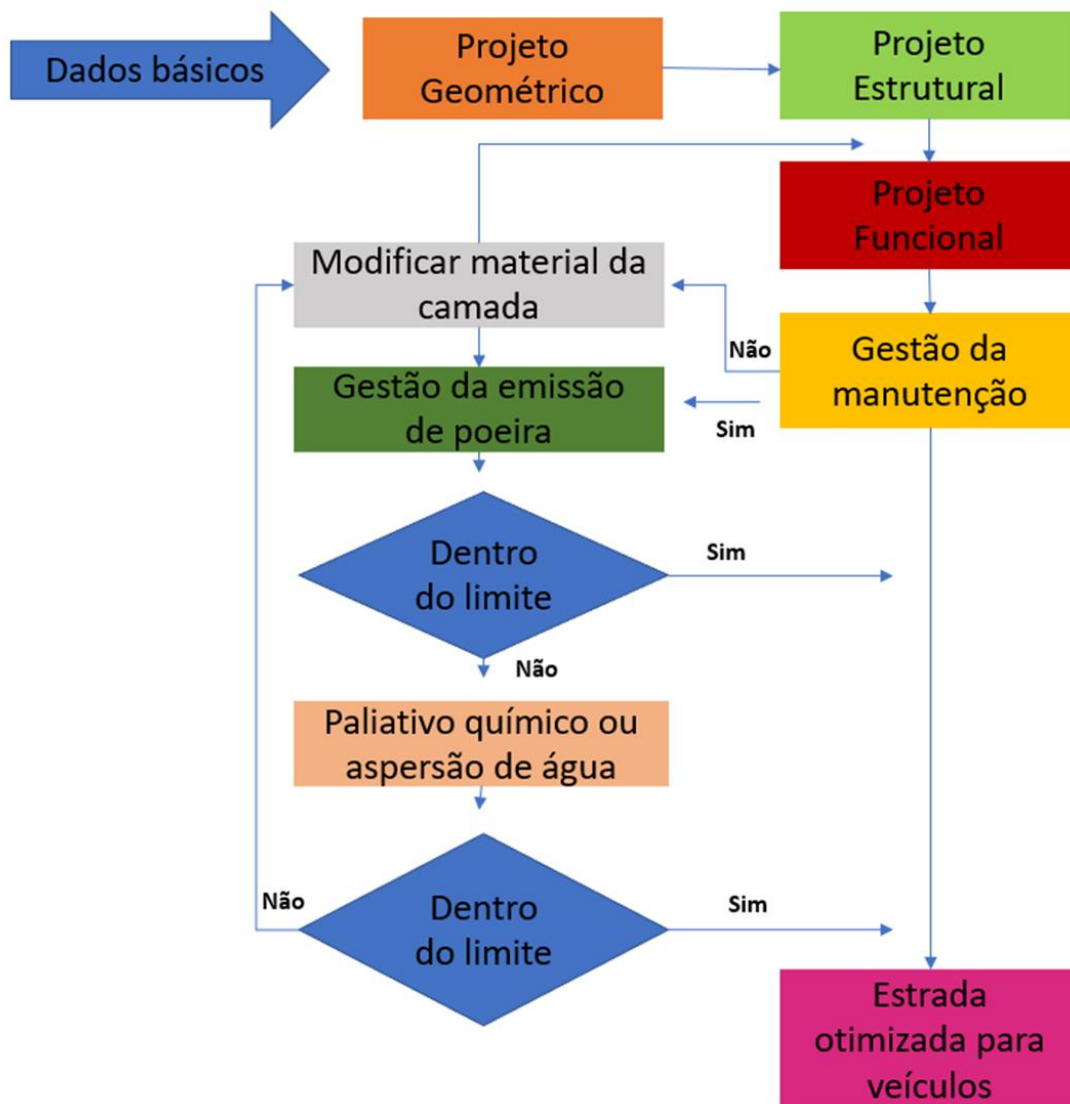 Dados básicos
Projeto
Geométrico
Projeto
Estrutural
Projeto
Funcional
Modificar material da
camada
Não
Gestão da
manutenção
Gestão da emissão
de poeira
Sim
Dentro
do limite
Sim
Não
Paliativo químico ou
aspersão de água
Não
Dentro
do limite
Sim
Estrada
otimizada para
veículos